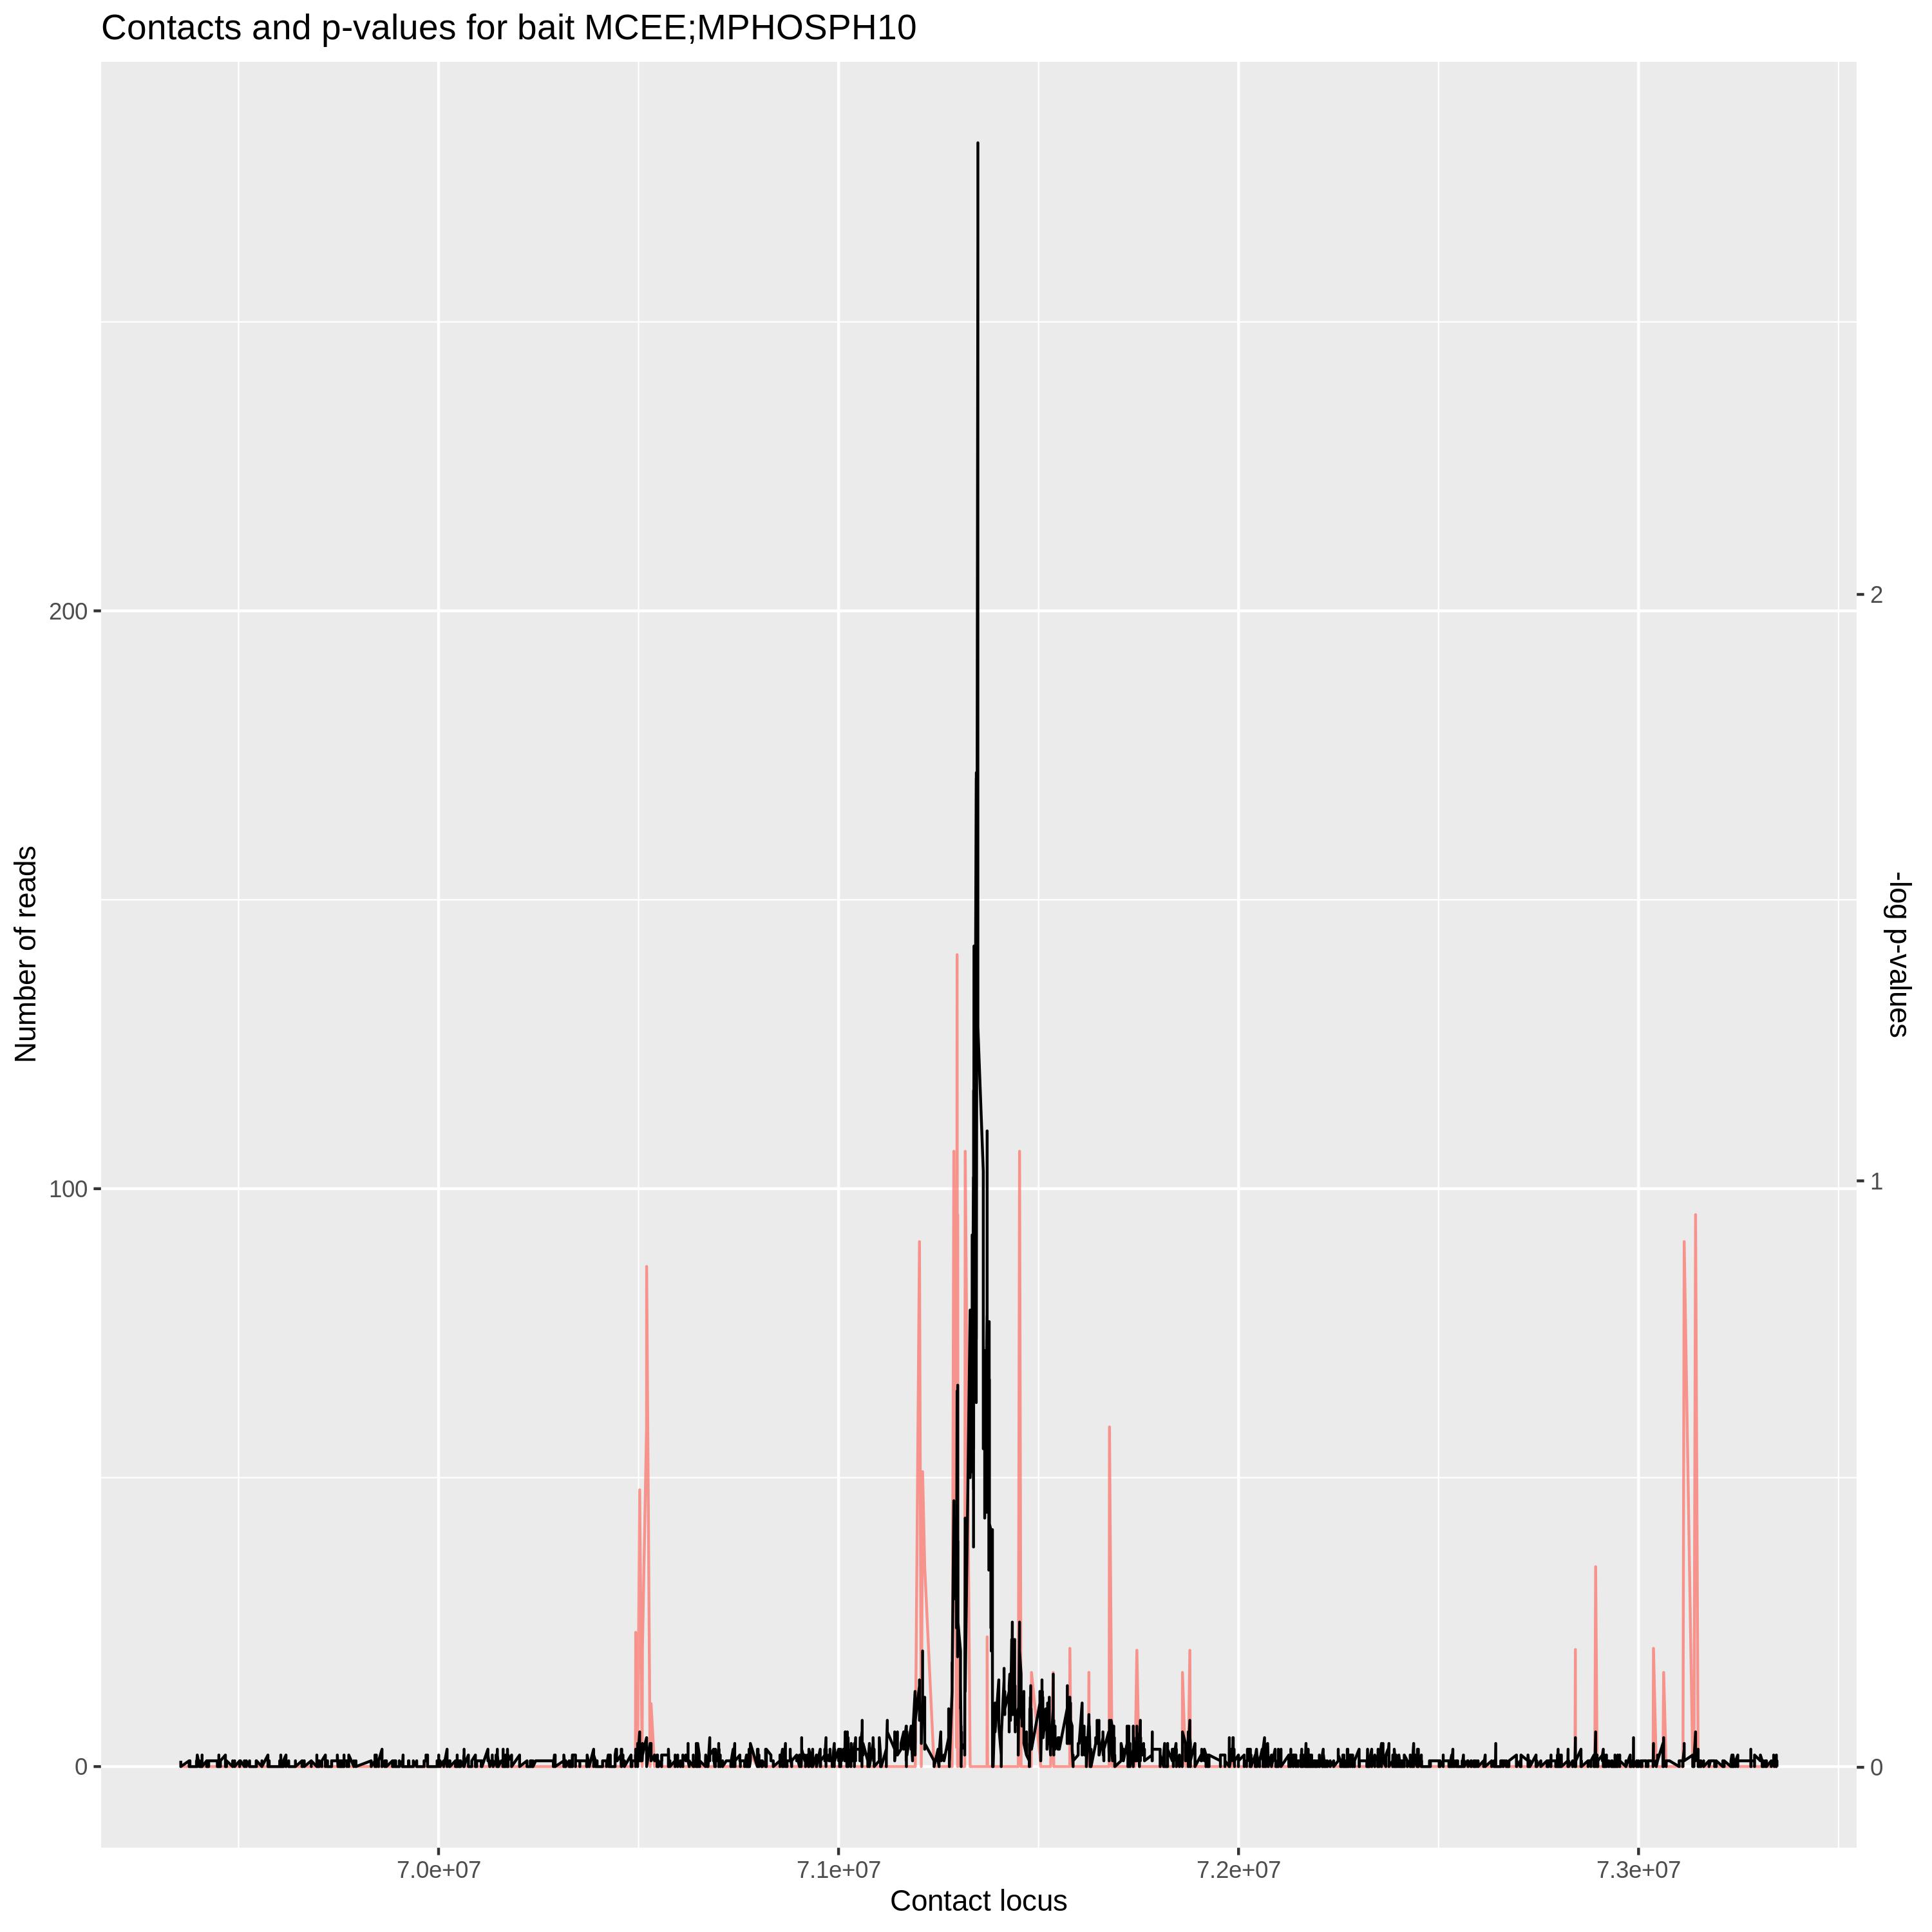 Contacts and p-values for bait MCEE;MPHOSPH10
Number of reads
200
100
0
2
1
0
-log p-values
7.0e+07 7.1e+07 7.2e+07 7.3e+07
Contact locus